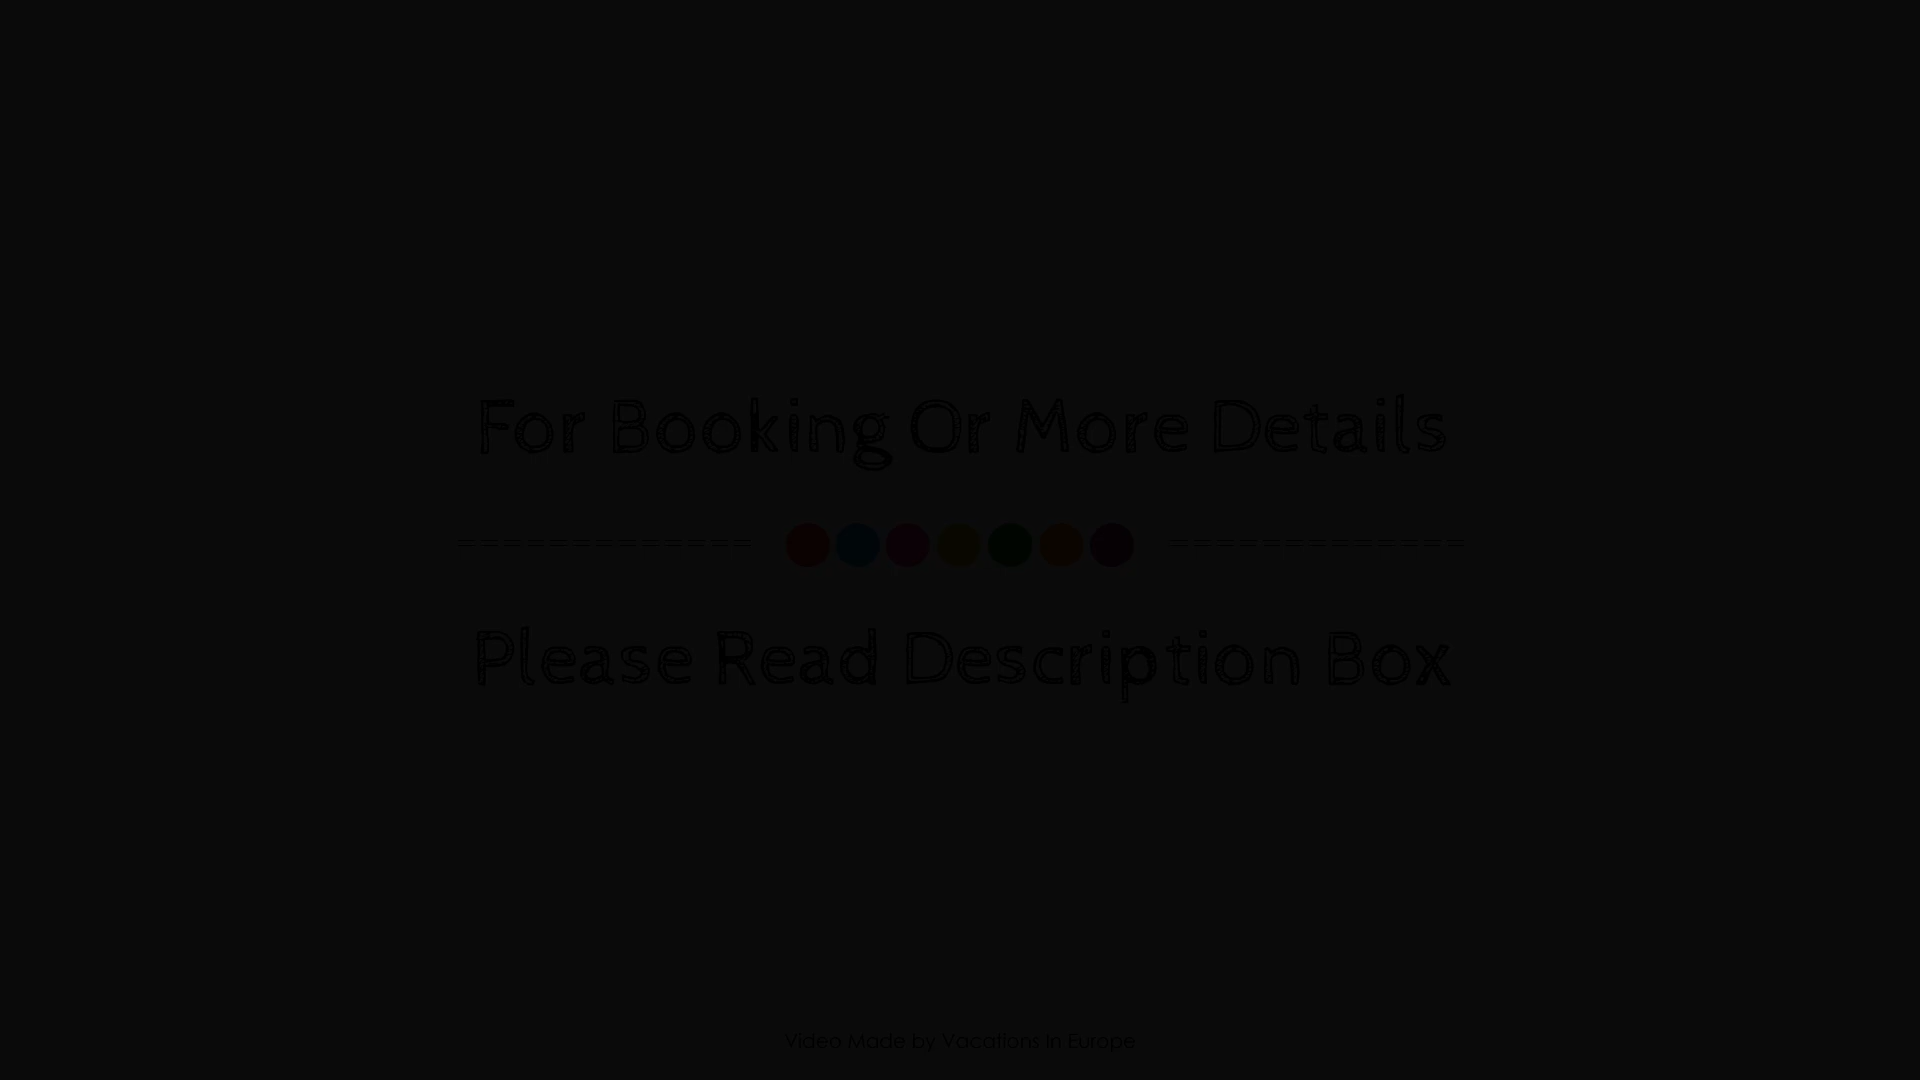 For Booking Or More Details
Please Read Description Box
Video Made by Vacations In Europe